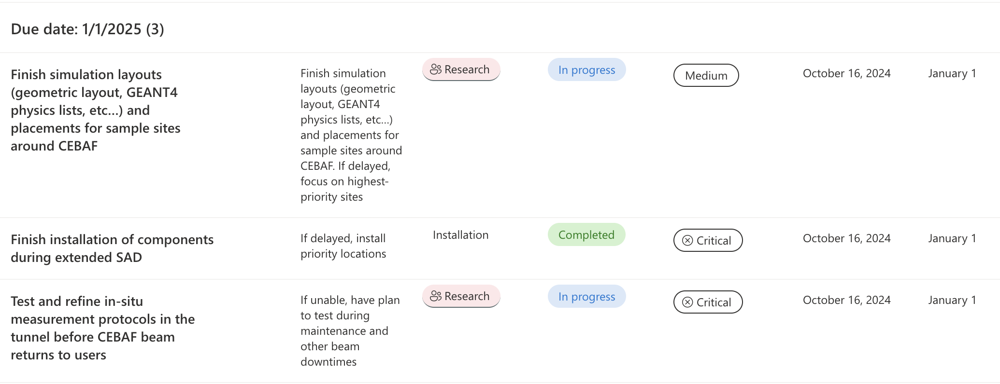 Due date: 1/1/2025 (3)
Finish simulation layouts
(geometric layout, GEANT4
physics lists, etc...) and
placements for sample sites
around CEBAF
Finish simulation
layouts (geometric
layout, GEANT4
physics lists, etc...)
and placements for
sample sites around
CEBAF. If delayed,
focus on highest-
priority sites
Research
In progress
Medium
October 16, 2024
January 1
Finish installation of components
during extended SAD
If delayed, install
priority locations
Installation
Completed
Critical
October 16, 2024
January 1
Test and refine in-situ
measurement protocols in the
tunnel before CEBAF beam
returns to users
If unable, have plan
to test during
maintenance and
other beam
downtimes
Research
In progress
Critical
October 16, 2024
January 1